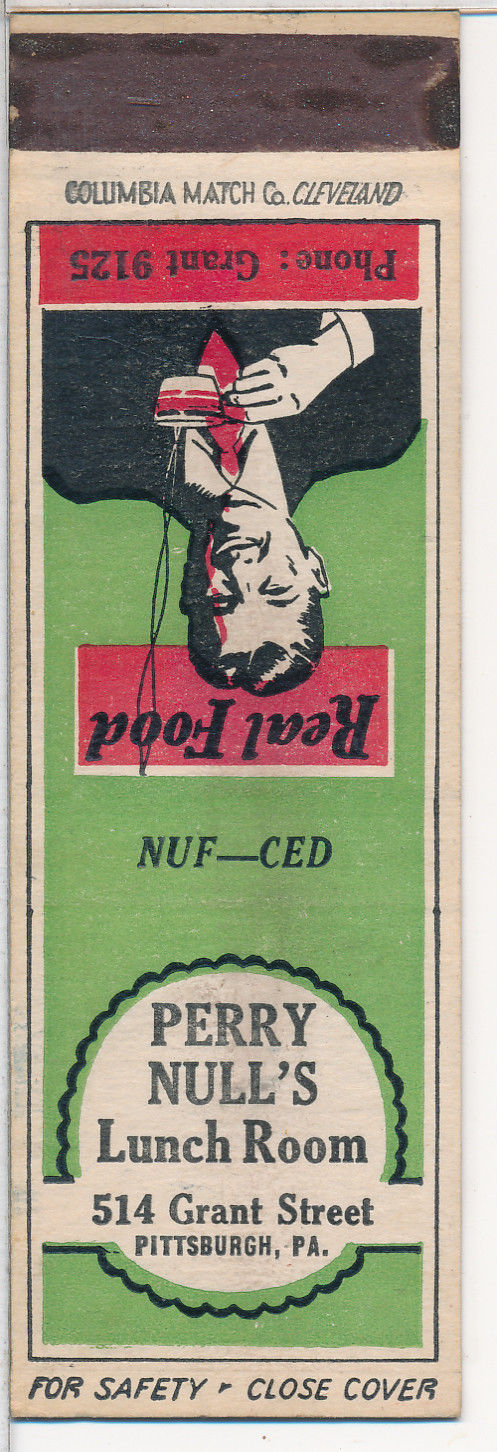 COLUMBIA MATCH Co. CLEVELAND
Phone: Grant 9125
Real Food
NUF—CED
PERRY
NULL'S
Lunch Room
514 Grant Street
PITTSBURGH, PA.
FOR SAFETY - CLOSE COVER